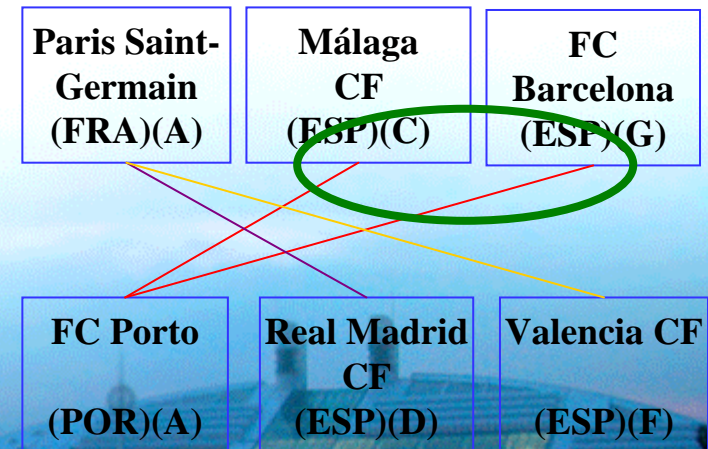 Paris Saint-
Germain
(FRA)(A)
Málaga
CF
(ESP)(C)
FC
Barcelona
(ESP)(G)
FC Porto
(POR)(A)
Real Madrid
CF
(ESP)(D)
Valencia CF
(ESP)(F)